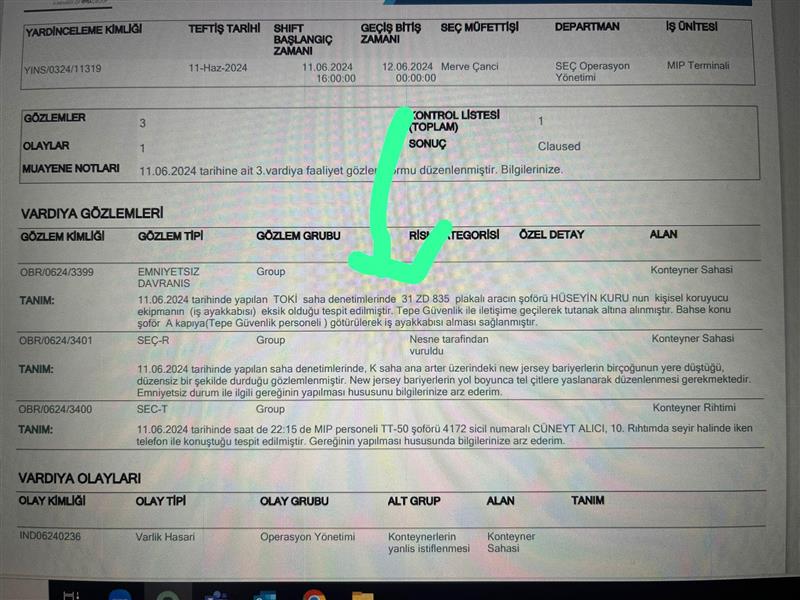 YARDİNCELEME KİMLİĞİ TEFTİŞ TARİHİ SHIFT BAŞLANGIÇ ZAMANI GEÇİŞ BİTİŞ ZAMANI SEÇ MÜFETTİŞİ DEPARTMAN İŞ ÜNİTESİ
YINS/0324/11319 11-Haz-2024 11.06.2024 16:00:00 12.06.2024 00:00:00 Merve Çanci SEÇ Operasyon Yönetimi MIP Terminali
GÖZLEMLER 3 KONTROL LİSTESİ (TOPLAM) 1
OLAYLAR 1 SONUÇ Claused
MUAYENE NOTLARI 11.06.2024 tarihine ait 3.vardiya faaliyet düzenlenmiştir. Bilgilerinize.
VARDIYA GÖZLEMLERİ
GÖZLEM KİMLİĞİ GÖZLEM TİPİ GÖZLEM GRUBU ÖZEL DETAY ALAN
OBR/0624/3399 EMNIYETSIZ DAVRANIS Group Konteyner Sahasi
TANIM: 11.06.2024 tarihinde yapılan TOKİ saha denetimlerinde 31 ZD 835 plakalı aracın şoförü HÜSEYİN KURU nun kişisel koruyucu
ekipmanın (iş ayakkabısı) eksik olduğu tespit edilmiştir. Tepe Güvenlik ile iletişime geçilerek tutanak altına alınmıştır. Bahse konu
şoför A kapıya(Tepe Güvenlik personeli ) götürülerek iş ayakkabısı alması sağlanmıştır.
OBR/0624/3401 SEÇ-R Group Nesne tarafından vuruldu Konteyner Sahasi
TANIM: 11.06.2024 tarihinde yapılan saha denetimlerinde, K saha ana arter üzerindeki new jersey bariyerlerin birçoğunun yere düştüğü,
düzensiz bir şekilde durduğu gözlemlenmiştir. New jersey bariyerlerin yol boyunca tel çitlere yaslanarak düzenlenmesi gerekmektedir.
Emniyetsiz durum ile ilgili gereğinin yapılması hususunu bilgilerinize arz ederim.
OBR/0624/3400 SEC-T Group Konteyner Rihtimi
TANIM: 11.06.2024 tarihinde saat de 22:15 de MIP personeli TT-50 şoförü 4172 sicil numaralı CÜNEYT ALICI, 10. Rıhtımda seyir halinde iken
telefon ile konuştuğu tespit edilmiştir. Gereğinin yapılması hususunda bilgilerinize arz ederim.
VARDIYA OLAYLARI
OLAY KİMLİĞİ OLAY TİPİ OLAY GRUBU ALT GRUP ALAN TANIM
IND06240236 Varlik Hasari Operasyon Yönetimi Konteynerlerin yanlis istiflenmesi Konteyner Sahasi